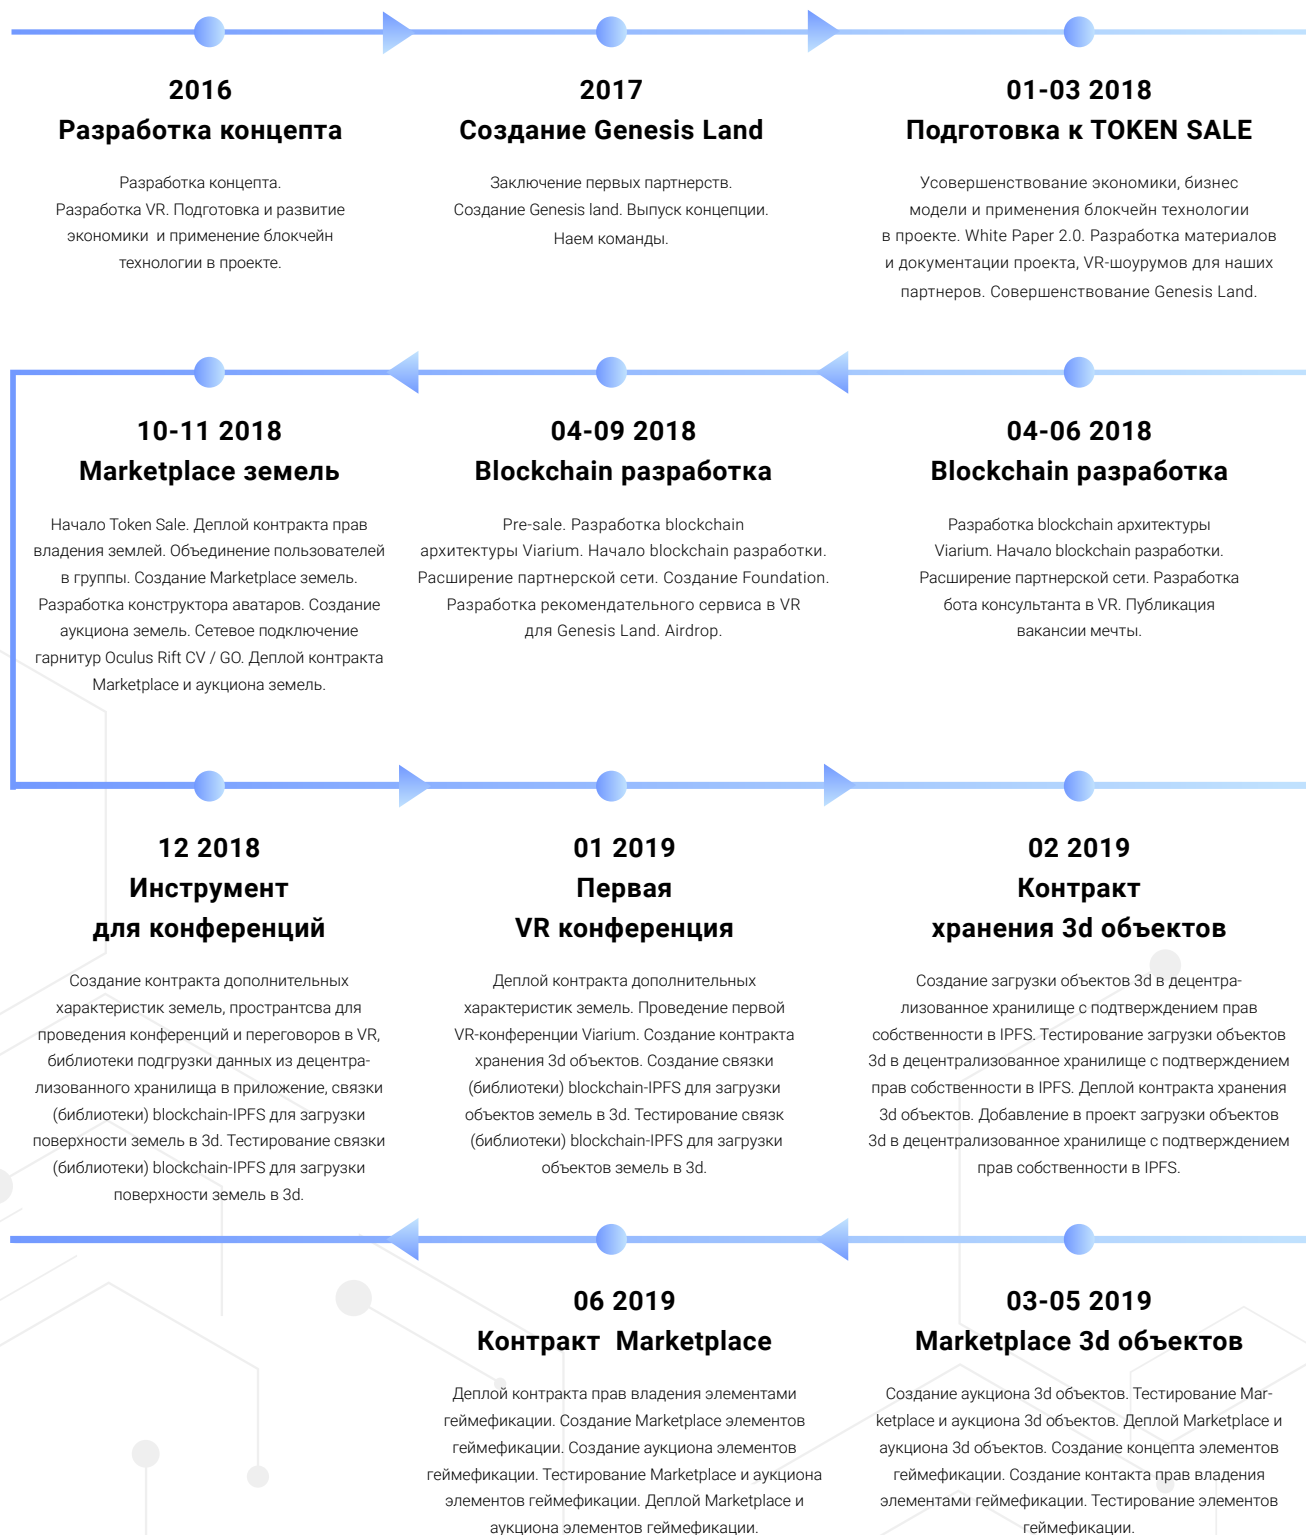 2016
Разработка концепта
Разработка концепта.
Разработка VR. Подготовка и развитие
экономики и применение блокчейн
технологии в проекте.
2017
Создание Genesis Land
Заключение первых партнерств.
Создание Genesis land. Выпуск концепции.
Наем команды.
01-03 2018
Подготовка к TOKEN SALE
Усовершенствование экономики, бизнес
модели и применения блокчейн технологии
в проекте. White Paper 2.0. Разработка материалов
и документации проекта, VR-шоурумов для наших
партнеров. Совершенствование Genesis Land.
04-06 2018
Blockchain разработка
Разработка blockchain архитектуры
Viarium. Начало blockchain разработки.
Расширение партнерской сети. Разработка
бота консультанта в VR. Публикация
вакансии мечты.
04-09 2018
Blockchain разработка
Pre-sale. Разработка blockchain
архитектуры Viarium. Начало blockchain разработки.
Расширение партнерской сети. Создание Foundation.
Разработка рекомендательного сервиса в VR
для Genesis Land. Airdrop.
10-11 2018
Marketplace земель
Начало Token Sale. Деплой контракта прав
владения землей. Объединение пользователей
в группы. Создание Marketplace земель.
Разработка конструктора аватаров. Создание
аукциона земель. Сетевое подключение
гарнитур Oculus Rift CV / GO. Деплой контракта
Marketplace и аукциона земель.
12 2018
Инструмент
для конференций
Создание контракта дополнительных
характеристик земель, пространтсва для
проведения конференций и переговоров в VR,
библиотеки подгрузки данных из децентра-
лизованного хранилища в приложение, связки
(библиотеки) blockchain-IPFS для загрузки
поверхности земель в 3d. Тестирование связки
(библиотеки) blockchain-IPFS для загрузки
поверхности земель в 3d.
01 2019
Первая
VR конференция
Деплой контракта дополнительных
характеристик земель. Проведение первой
VR-конференции Viarium. Создание контракта
хранения 3d объектов. Создание связки
(библиотеки) blockchain-IPFS для загрузки
объектов земель в 3d. Тестирование связк
(библиотеки) blockchain-IPFS для загрузки
объектов земель в 3d.
02 2019
Контракт
хранения 3d объектов
Создание загрузки объектов 3d в децентра-
лизованное хранилище с подтверждением прав
собственности в IPFS. Тестирование загрузки объектов
3d в децентрализованное хранилище с подтверждением
прав собственности в IPFS. Деплой контракта хранения
3d объектов. Добавление в проект загрузки объектов
3d в децентрализованное хранилище с подтверждением
прав собственности в IPFS.
03-05 2019
Marketplace 3d объектов
Создание аукциона 3d объектов. Тестирование Mar-
ketplace и аукциона 3d объектов. Деплой Marketplace и
аукциона 3d объектов. Создание концепта элементов
геймефикации. Создание контакта прав владения
элементами геймефикации. Тестирование элементов
геймефикации.
06 2019
Контракт Marketplace
Деплой контракта прав владения элементами
геймефикации. Создание Marketplace элементов
геймефикации. Создание аукциона элементов
геймефикации. Тестирование Marketplace и аукциона
элементов геймефикации. Деплой Marketplace и
аукциона элементов геймефикации.